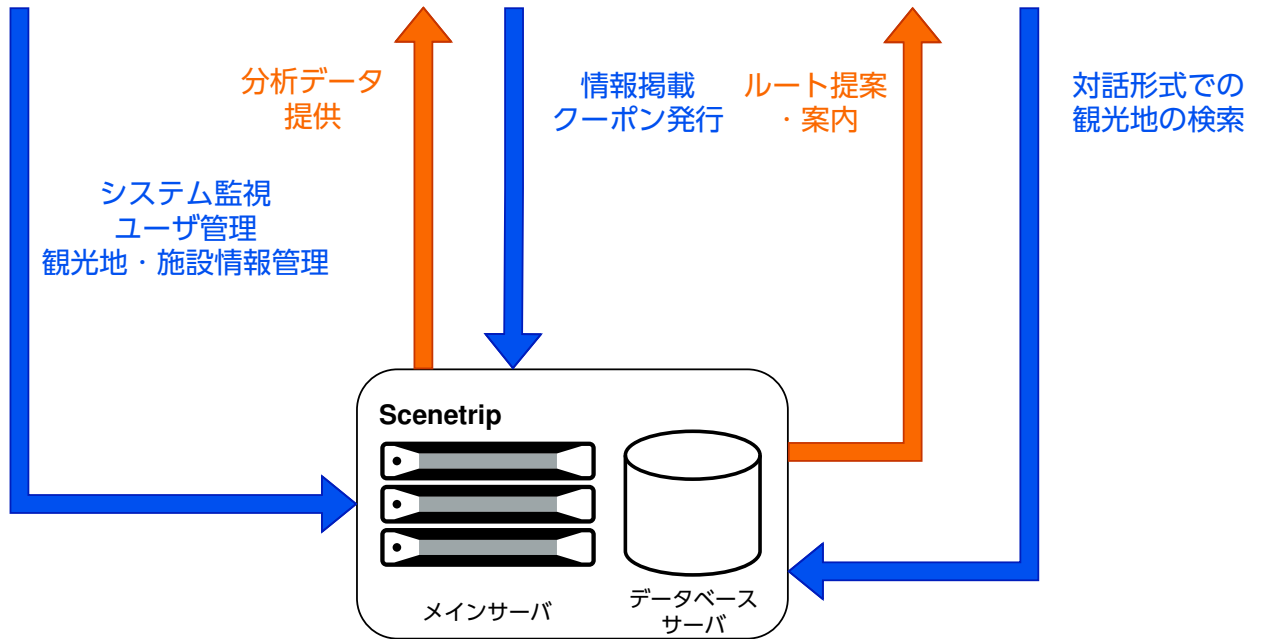 分析データ
提供
情報掲載
クーポン発行
ルート提案
・案内
対話形式での
観光地の検索
システム監視
ユーザ管理
観光地・施設情報管理
Scenetrip
メインサーバ
データベース
サーバ